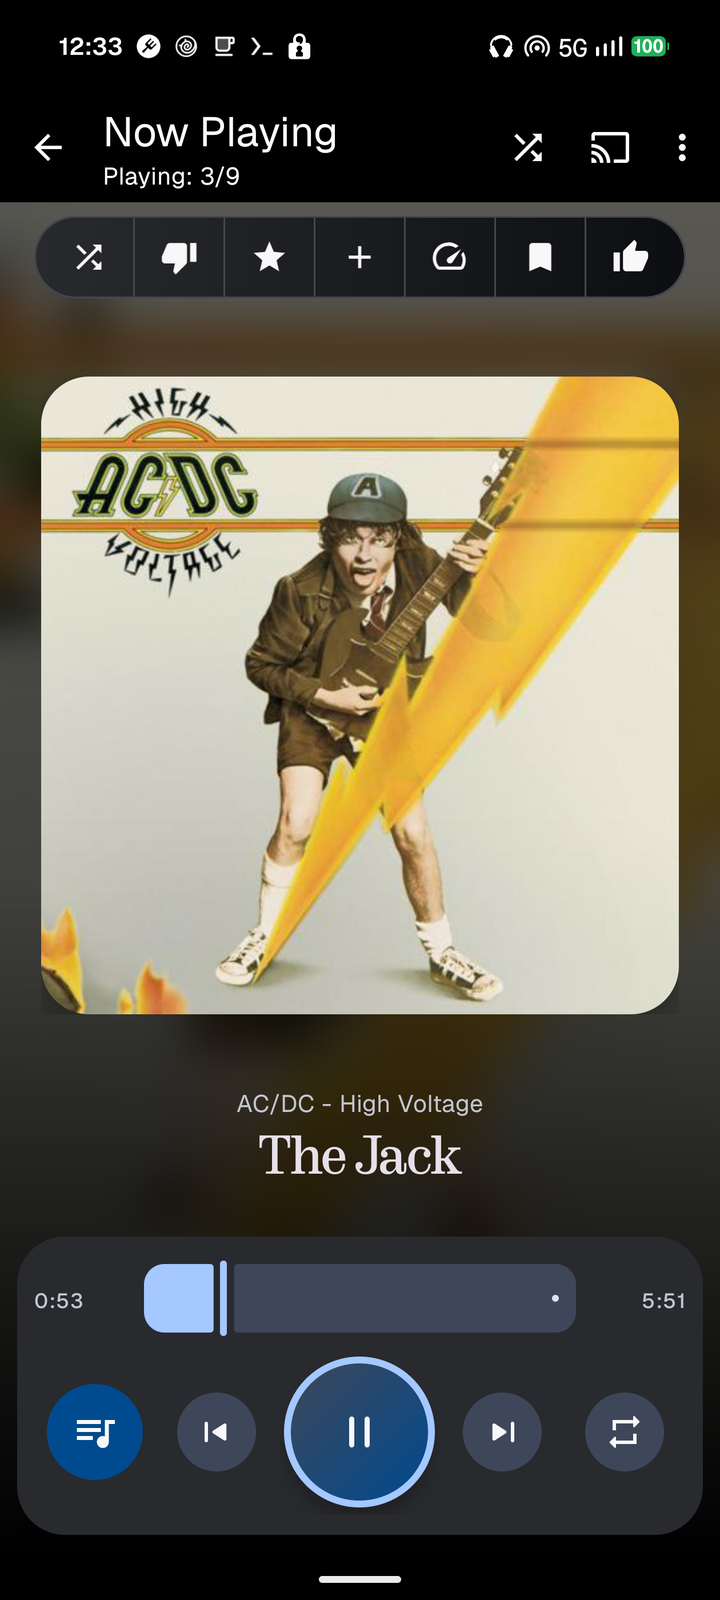 12:33
5G
100
Now Playing
Playing: 3/9
HIGH
AC/DC
VOLTAGE
A
AC/DC - High Voltage
The Jack
0:53
5:51